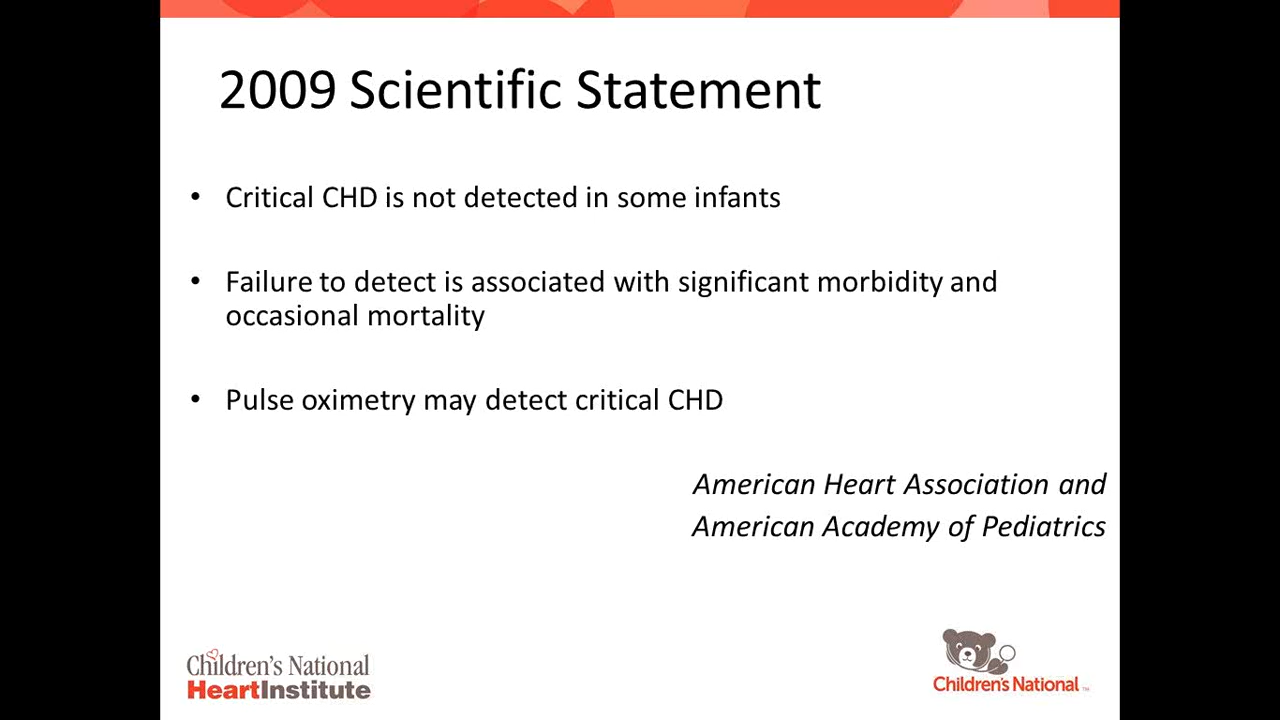 2009 Scientific Statement
• Critical CHD is not detected in some infants
• Failure to detect is associated with significant morbidity and
occasional mortality
• Pulse oximetry may detect critical CHD
American Heart Association and
American Academy of Pediatrics
Children's National
HeartInstitute
Children's National ™